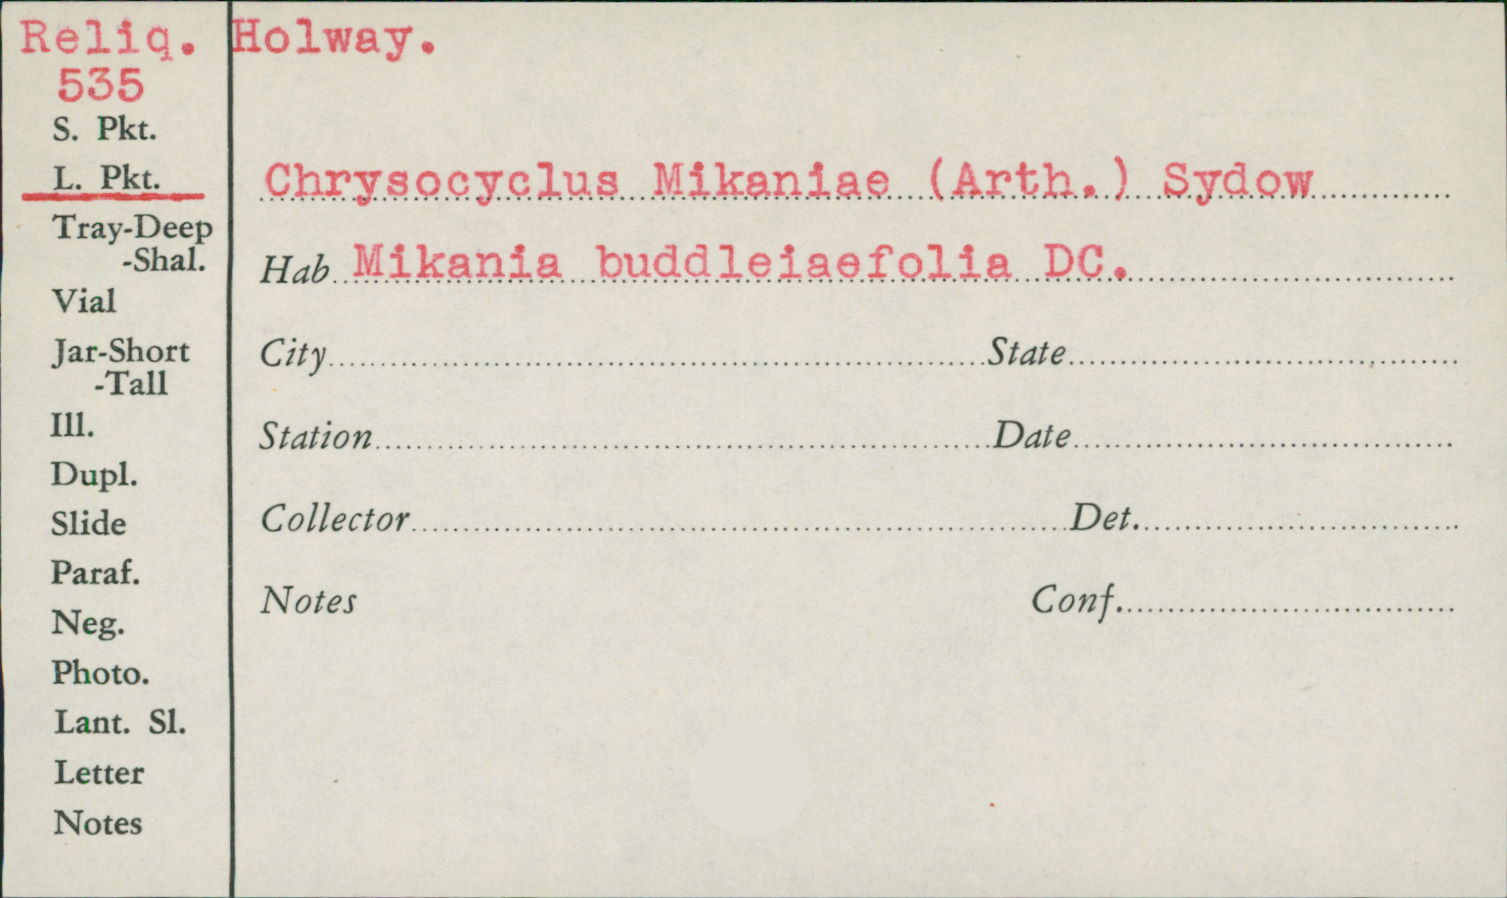 Reliq. Holway.
535
S. Pkt.
L. Pkt.
Tray-Deep
-Shal.
Vial
Jar-Short
-Tall
Ill.
Dupl.
Slide
Paraf.
Neg.
Photo.
Lant. Sl.
Letter
Notes
Chrysocyclus Mikaniae (Arth.) Sydow
Hab Mikania buddleiaefolia DC.
City State
Station Date
Collector Det.
Notes Conf.